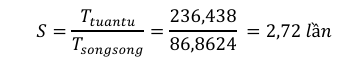 S = T_tuantu / T_songsong = 236,438 / 86,8624 = 2,72 lần